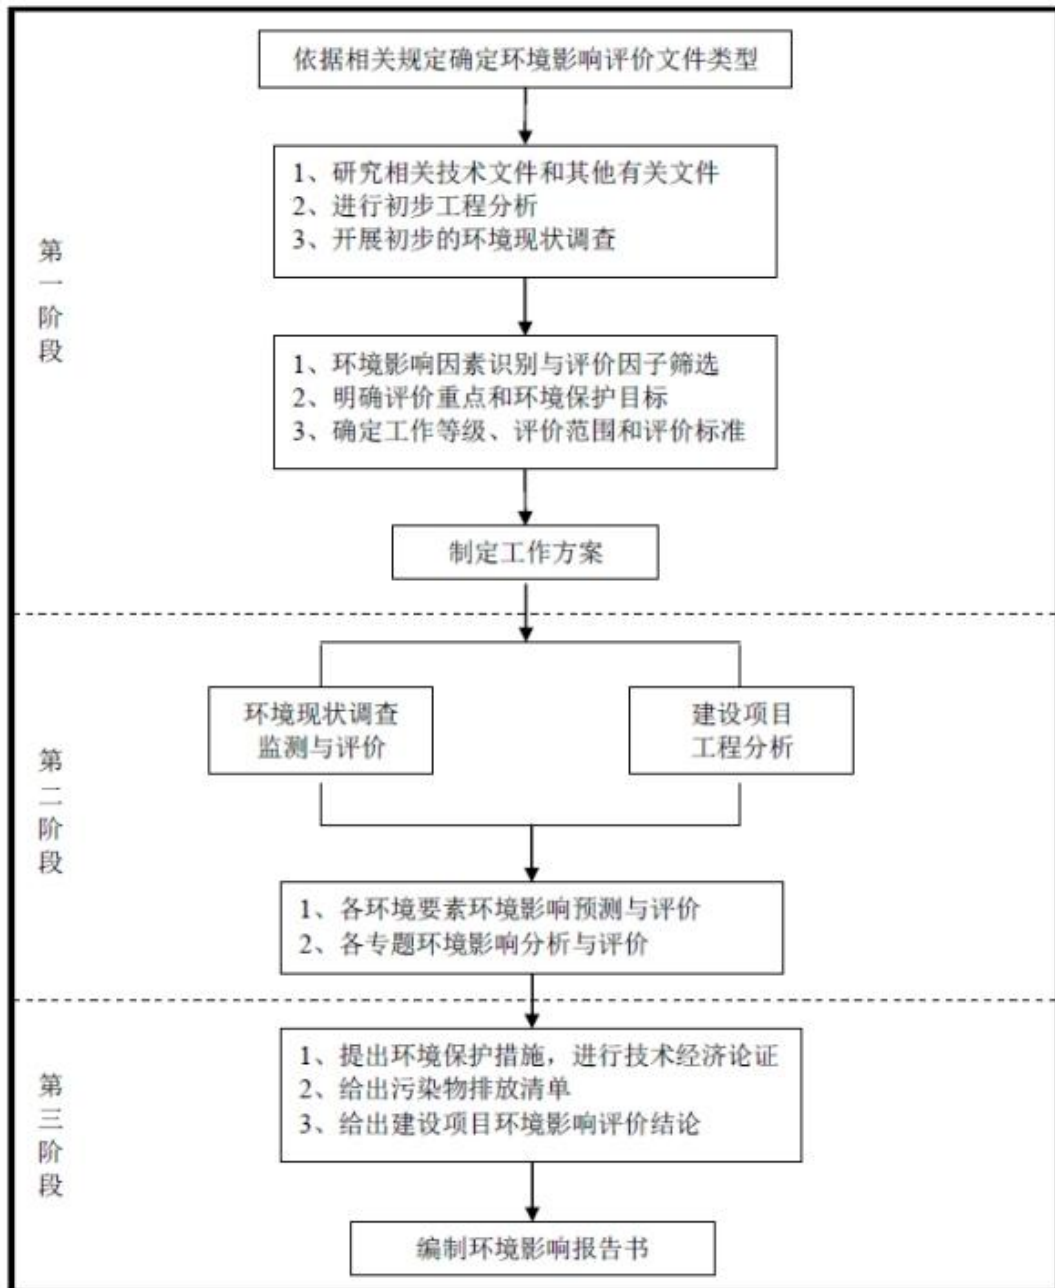 依据相关规定确定环境影响评价文件类型
1、研究相关技术文件和其他有关文件
2、进行初步工程分析
3、开展初步的环境现状调查
第一阶段
1、环境影响因素识别与评价因子筛选
2、明确评价重点和环境保护目标
3、确定工作等级、评价范围和评价标准
制定工作方案
环境现状调查
监测与评价
建设项目
工程分析
第二阶段
1、各环境要素环境影响预测与评价
2、各专题环境影响分析与评价
1、提出环境保护措施，进行技术经济论证
2、给出污染物排放清单
3、给出建设项目环境影响评价结论
第三阶段
编制环境影响报告书